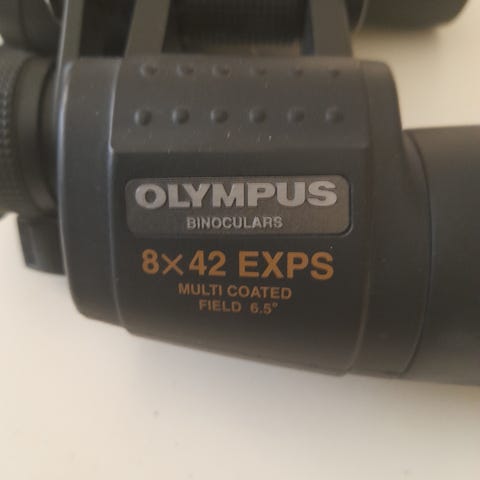 OLYMPUS
BINOCULARS
8×42 EXPS
MULTI COATED
FIELD 6.5°